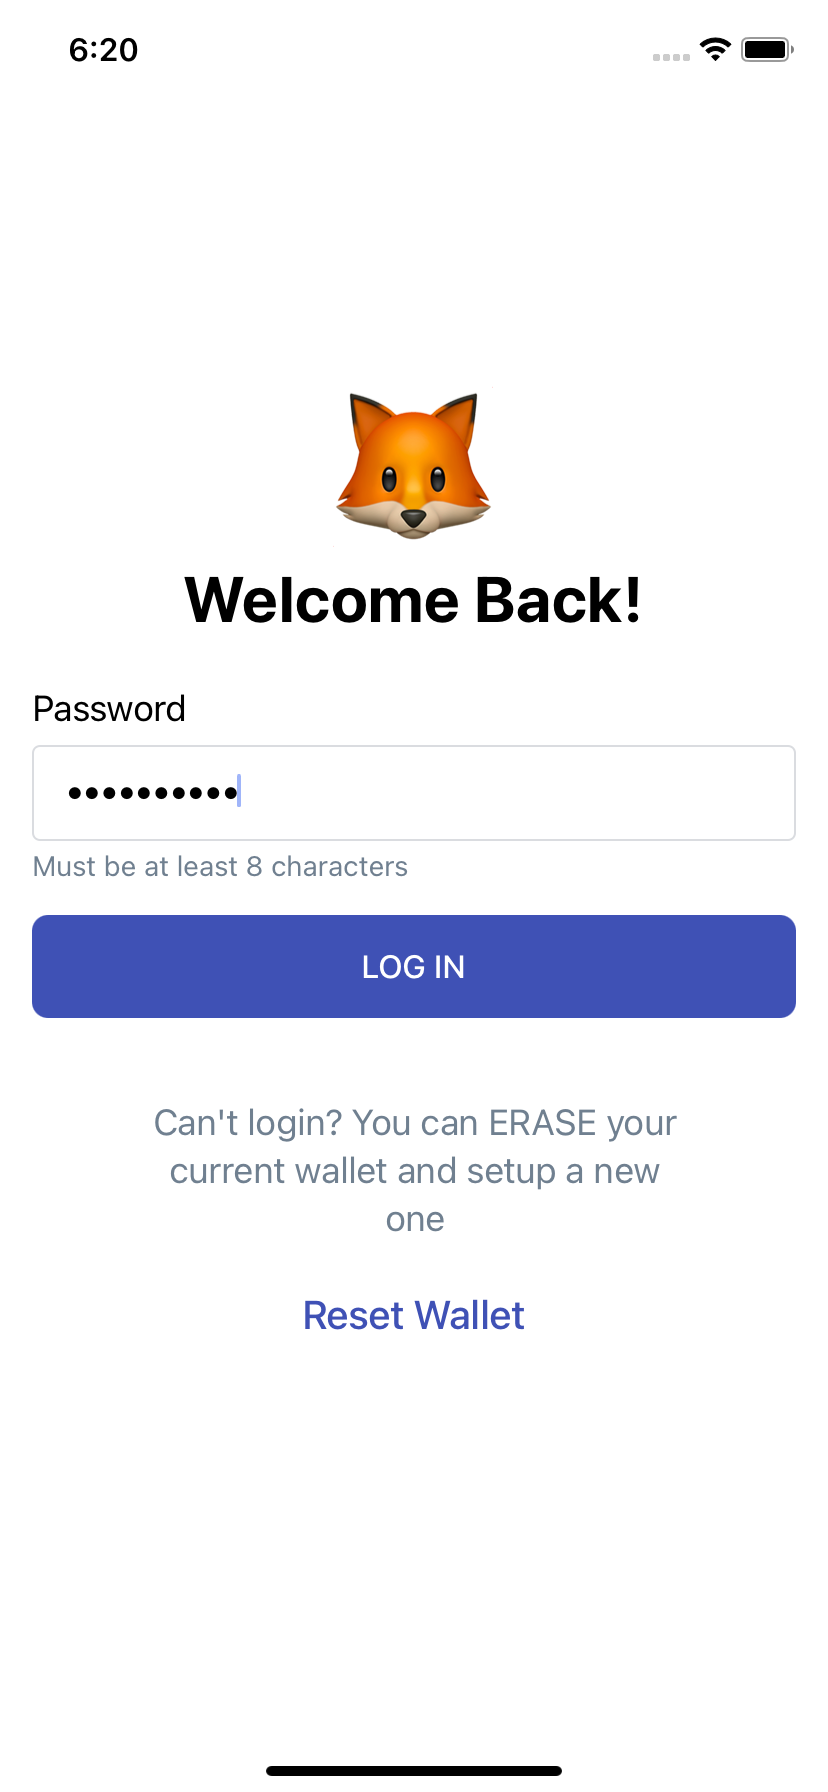 6:20
Welcome Back!
Password
••••••••••
Must be at least 8 characters
LOG IN
Can't login? You can ERASE your
current wallet and setup a new
one
Reset Wallet